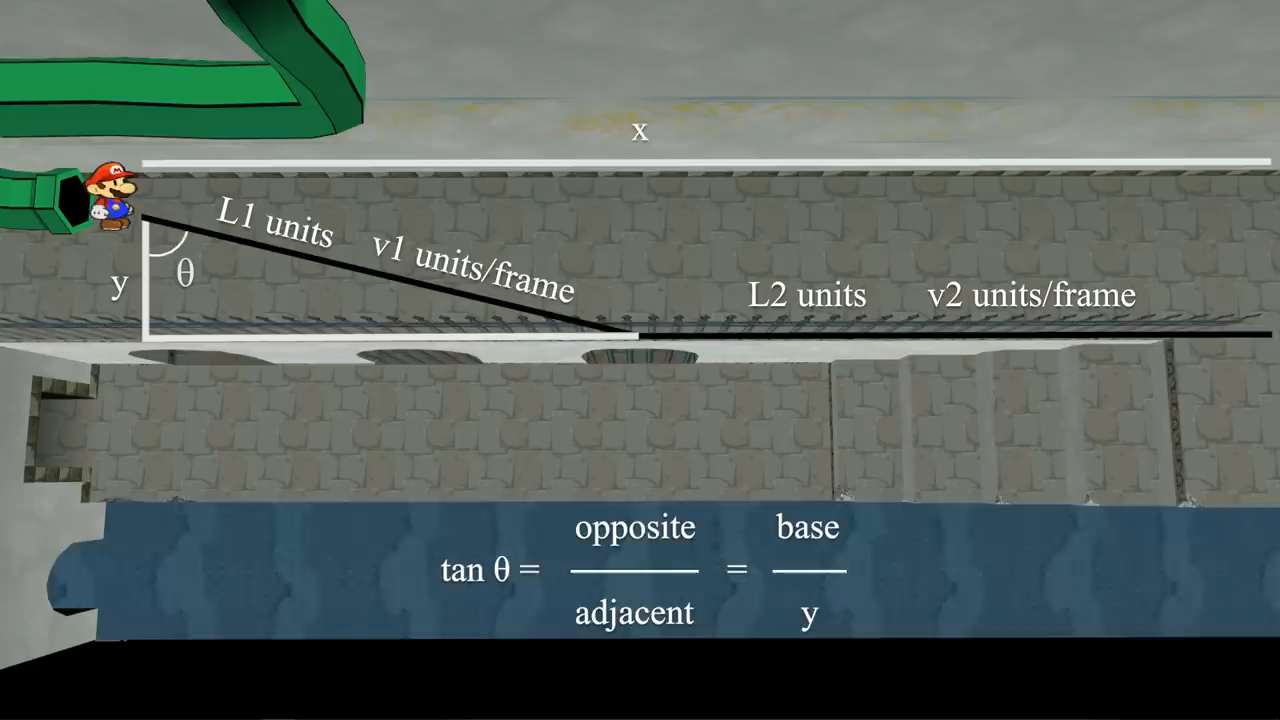 x
L1 units v1 units/frame
y
θ
L2 units v2 units/frame
tan θ = opposite / adjacent = base / y
M